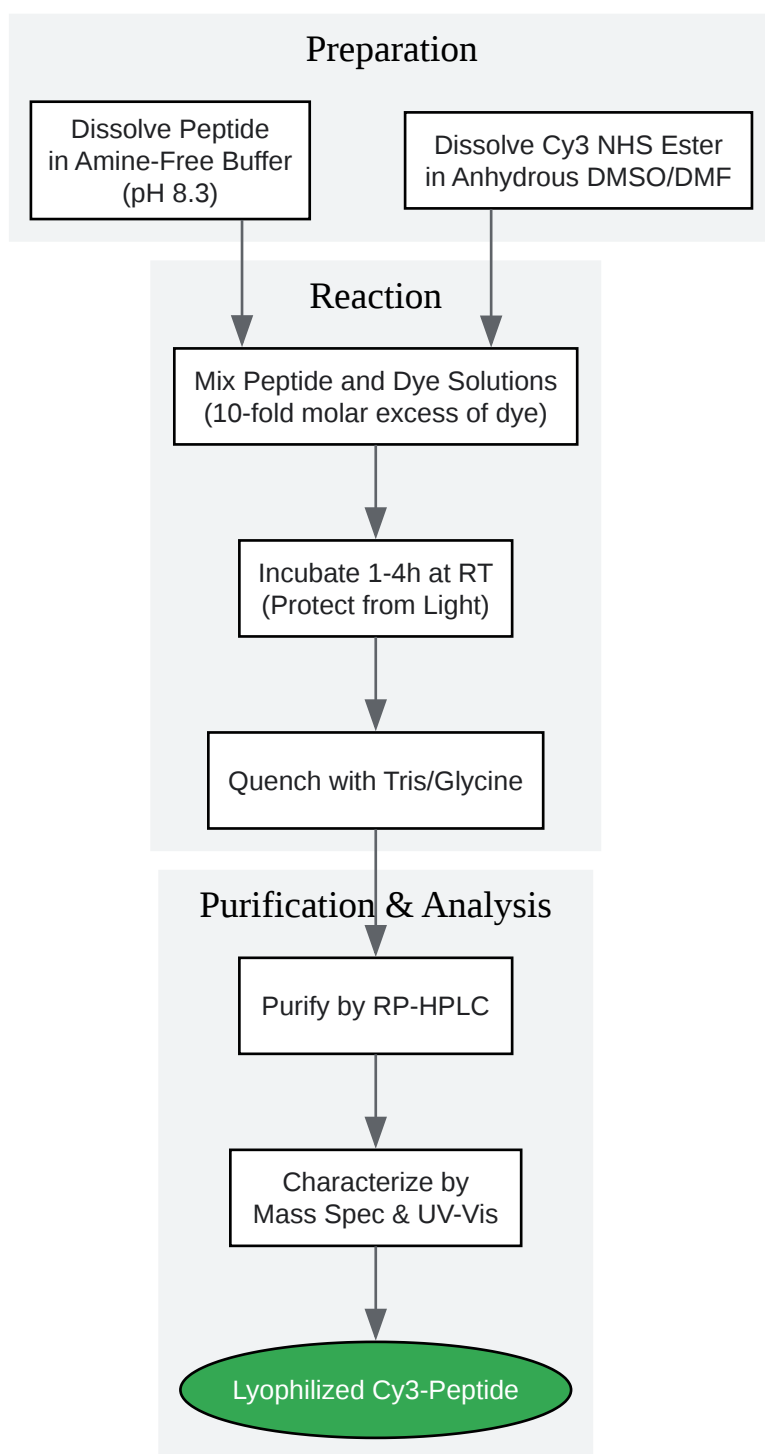 Preparation
Dissolve Peptide
in Amine-Free Buffer
(pH 8.3)
Dissolve Cy3 NHS Ester
in Anhydrous DMSO/DMF
Reaction
Mix Peptide and Dye Solutions
(10-fold molar excess of dye)
Incubate 1-4h at RT
(Protect from Light)
Quench with Tris/Glycine
Purification & Analysis
Purify by RP-HPLC
Characterize by
Mass Spec & UV-Vis
Lyophilized Cy3-Peptide